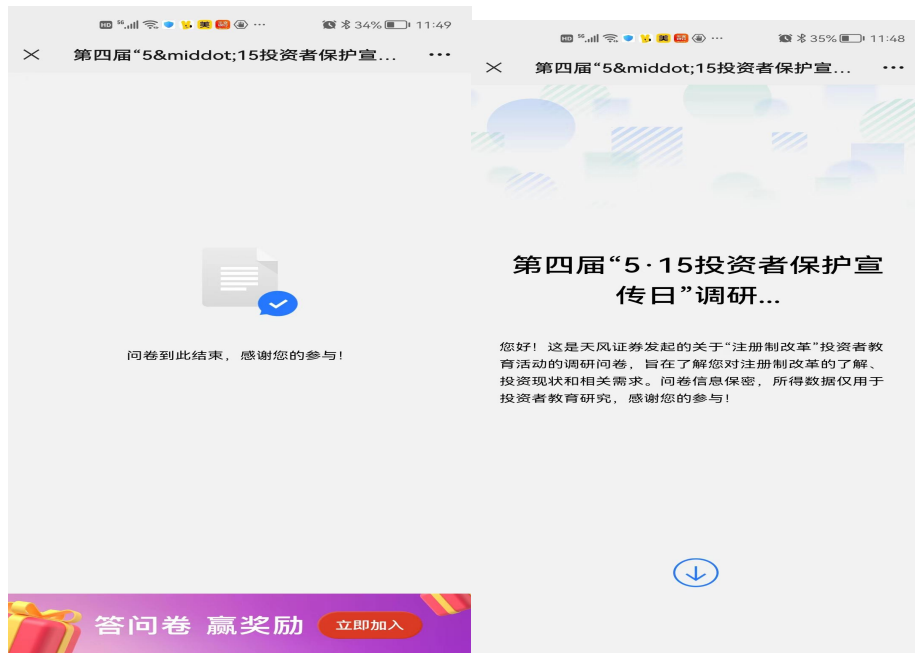 HD 5G 34% 11:49
第四届“5&middot;15投资者保护宣... ...
问卷到此结束，感谢您的参与！
答问卷 赢奖励 立即加入
HD 5G 35% 11:48
第四届“5&middot;15投资者保护宣... ...
第四届“5·15投资者保护宣
传日”调研...
您好！这是天风证券发起的关于“注册制改革”投资者教
育活动的调研问卷，旨在了解您对注册制改革的了解、
投资现状和相关需求。问卷信息保密，所得数据仅用于
投资者教育研究，感谢您的参与！